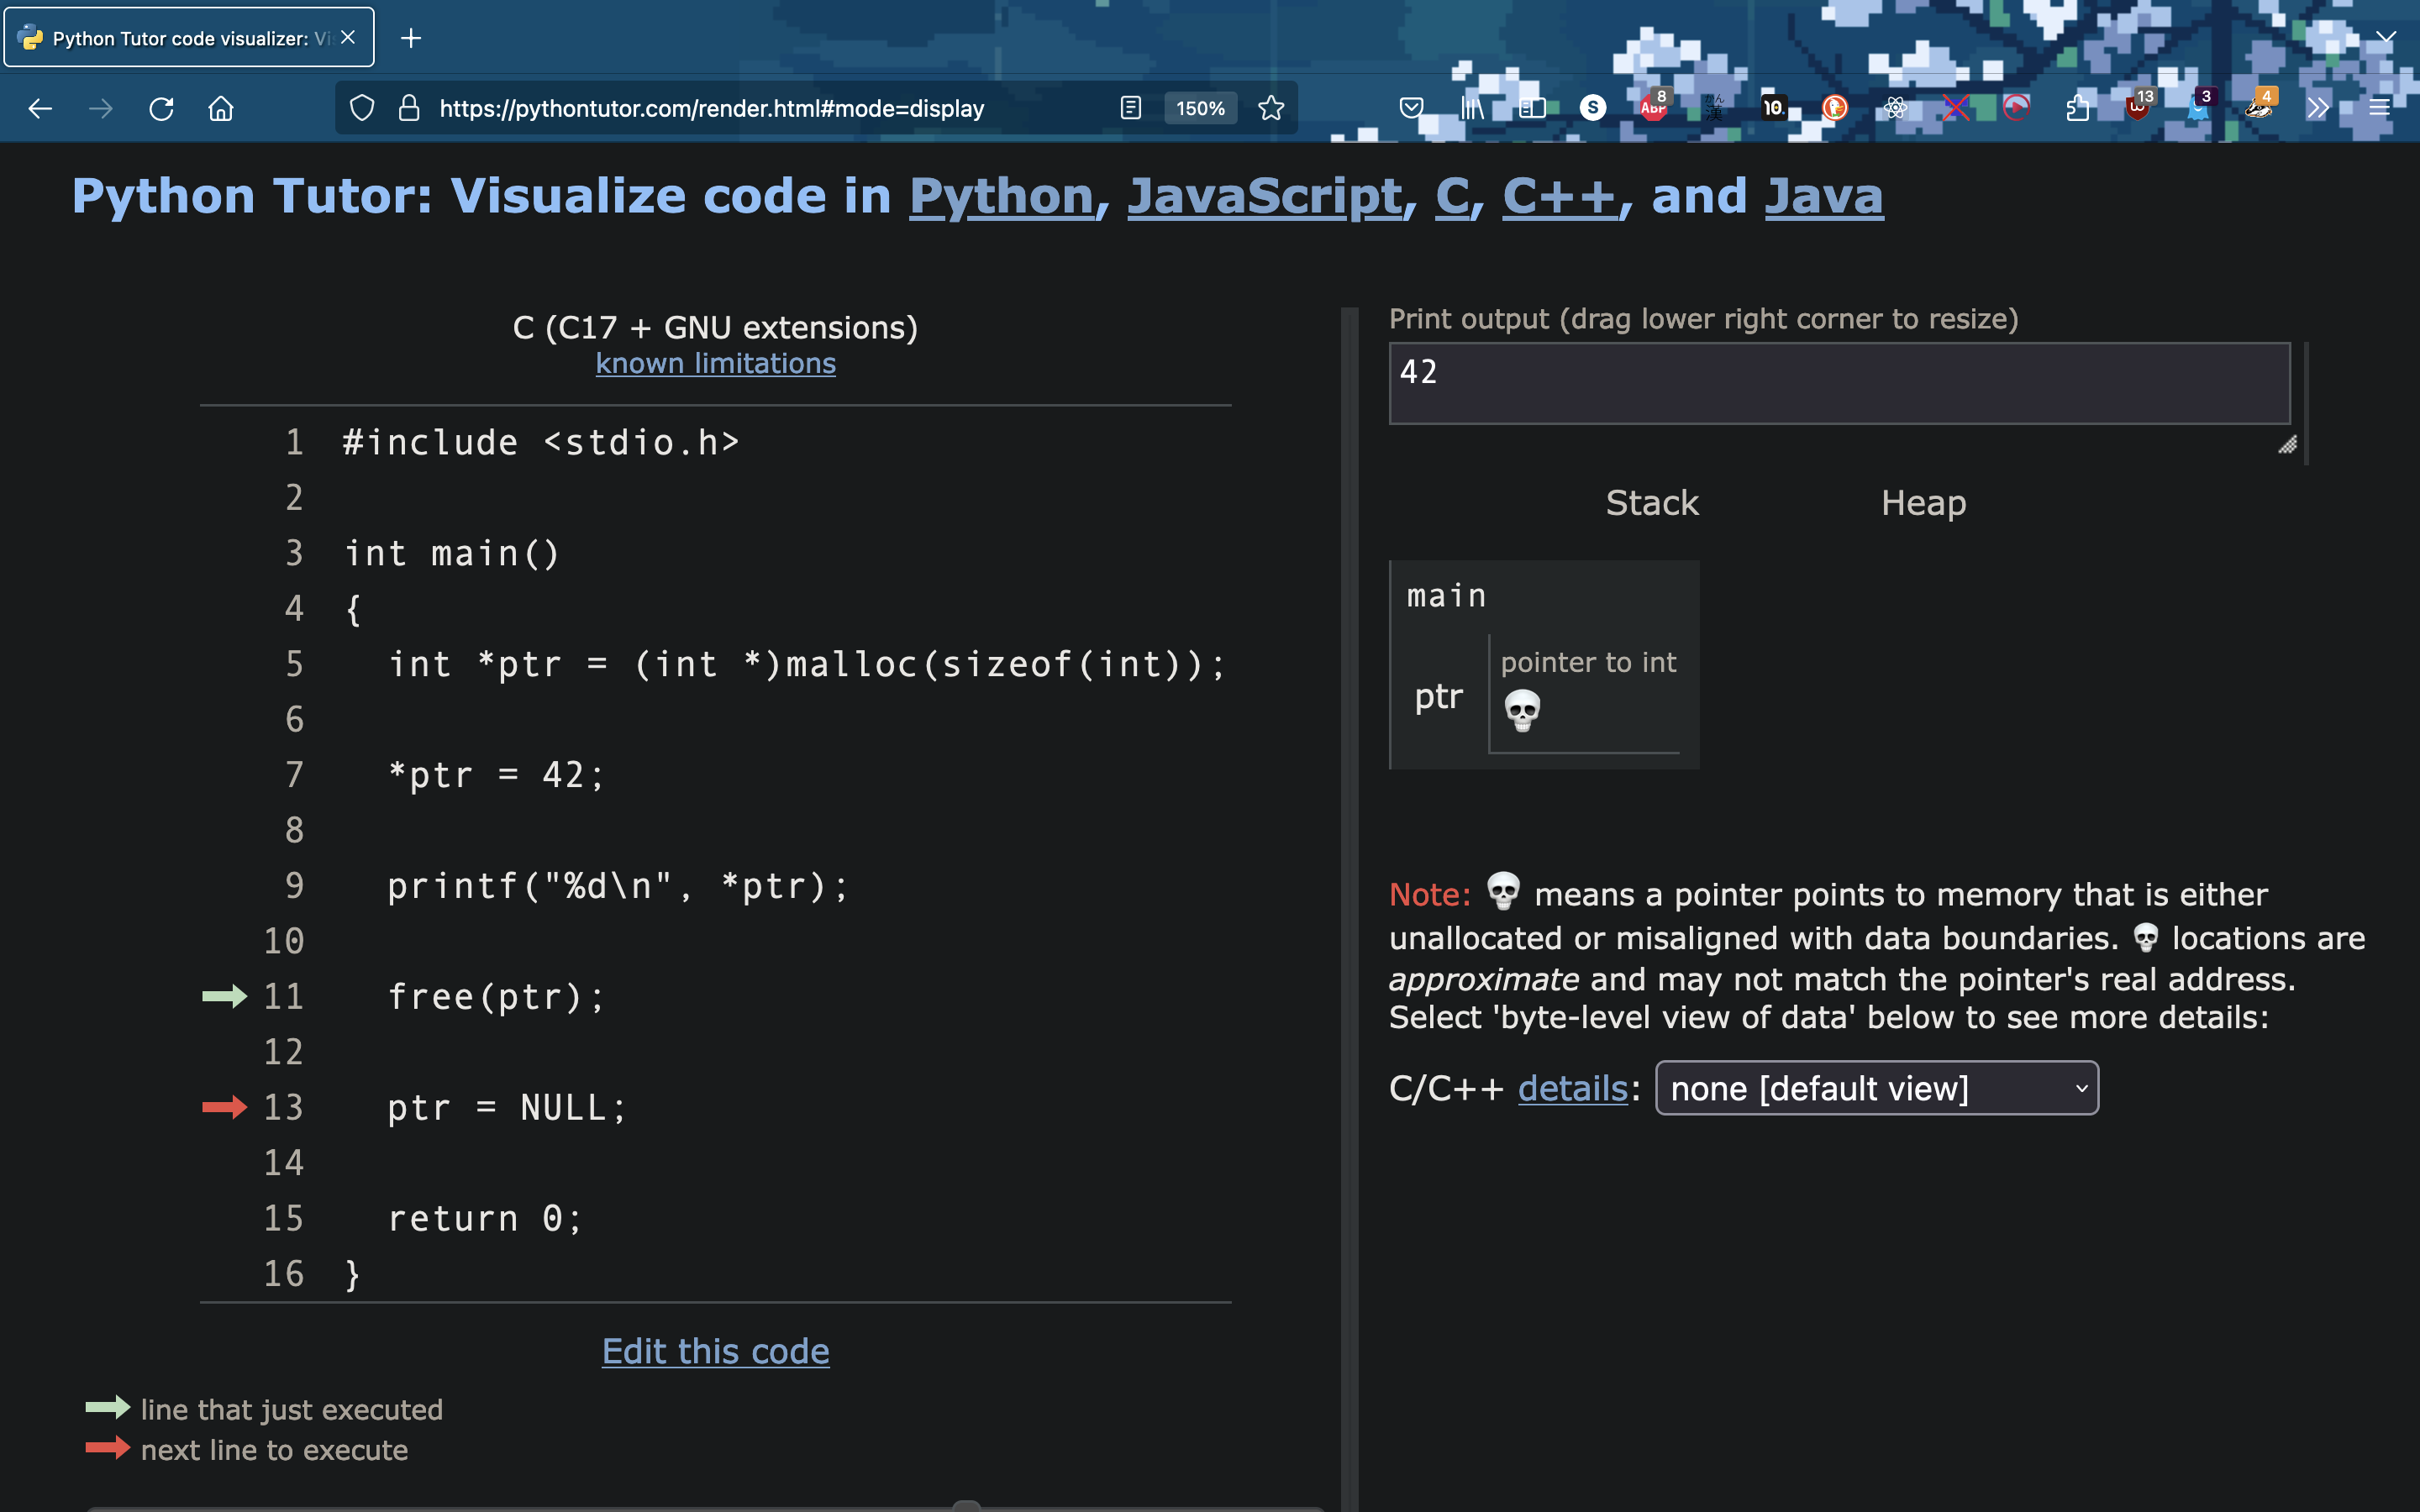 Python Tutor code visualizer: Vi
https://pythontutor.com/render.html#mode=display
150%
S
ABP
8
かん
漢
10.
13
3
4
Python Tutor: Visualize code in Python, JavaScript, C, C++, and Java
C (C17 + GNU extensions)
known limitations
1 #include <stdio.h>
2
3 int main()
4 {
5 int *ptr = (int *)malloc(sizeof(int));
6
7 *ptr = 42;
8
9 printf("%d\n", *ptr);
10
11 free(ptr);
12
13 ptr = NULL;
14
15 return 0;
16 }
Edit this code
line that just executed
next line to execute
Print output (drag lower right corner to resize)
42
Stack Heap
main
ptr
pointer to int
💀
Note: 💀 means a pointer points to memory that is either
unallocated or misaligned with data boundaries. 💀 locations are
approximate and may not match the pointer's real address.
Select 'byte-level view of data' below to see more details:
C/C++ details: none [default view]